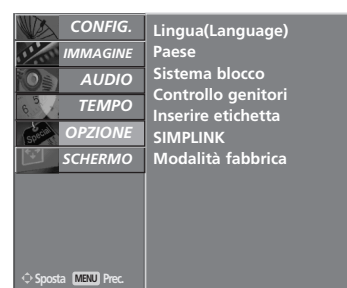 CONFIG.
IMMAGINE
AUDIO
TEMPO
OPZIONE
SCHERMO
Lingua(Language)
Paese
Sistema blocco
Controllo genitori
Inserire etichetta
SIMPLINK
Modalità fabbrica
Sposta MENU Prec.